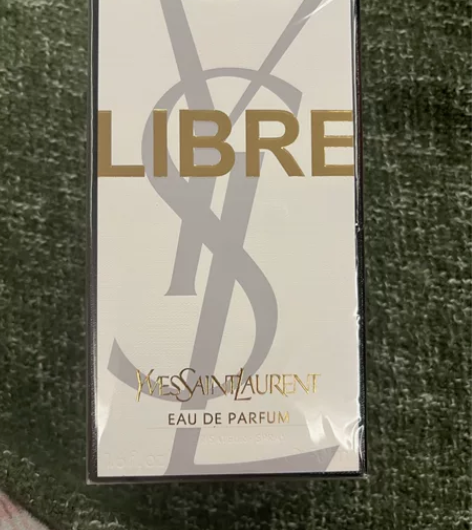 LIBRE
YVESSAINTLAURENT
EAU DE PARFUM